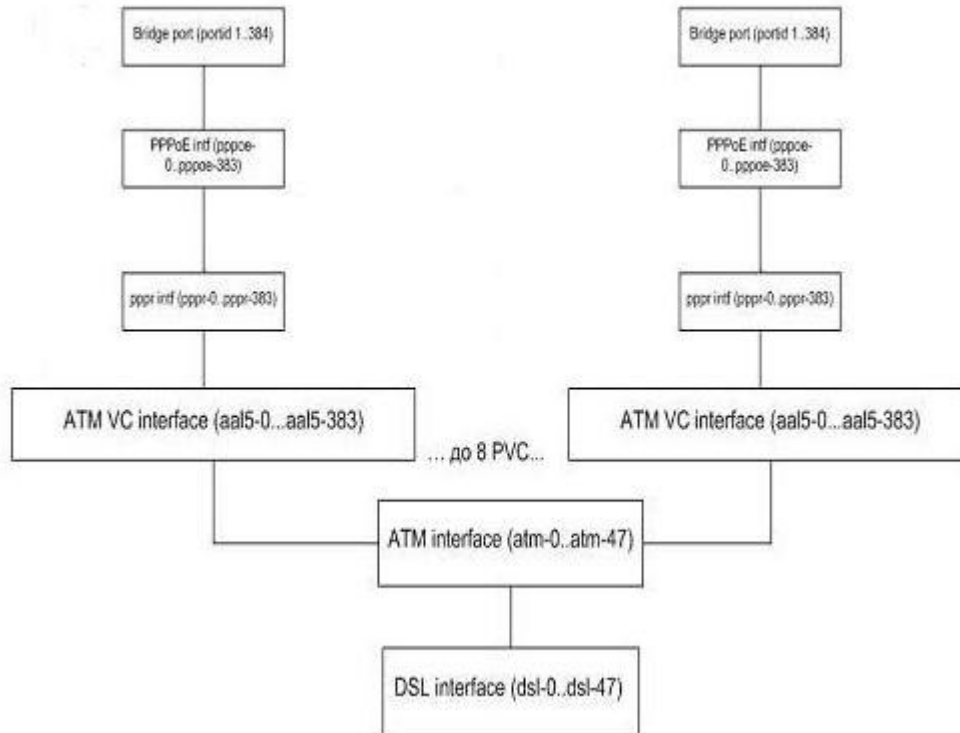 Bridge port (portid 1..384)
Bridge port (portid 1..384)
PPPoE intf (pppoe-
0..pppoe-383)
PPPoE intf (pppoe-
0..pppoe-383)
pppr intf (pppr-0..pppr-383)
pppr intf (pppr-0..pppr-383)
ATM VC interface (aal5-0...aal5-383)
ATM VC interface (aal5-0...aal5-383)
... до 8 PVC...
ATM interface (atm-0..atm-47)
DSL interface (dsl-0..dsl-47)